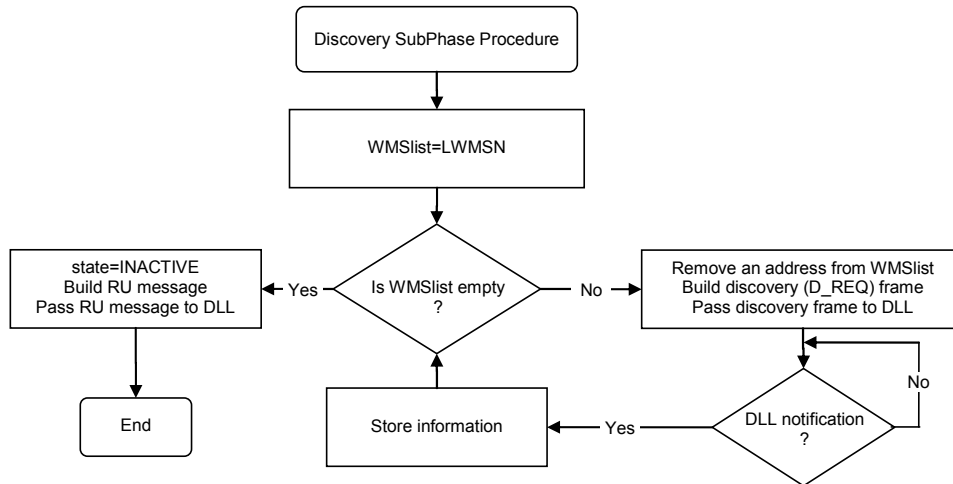 Discovery SubPhase Procedure
WMSlist=LWMSN
Is WMSlist empty
?
Yes
No
state=INACTIVE
Build RU message
Pass RU message to DLL
End
Remove an address from WMSlist
Build discovery (D_REQ) frame
Pass discovery frame to DLL
No
DLL notification
?
Yes
Store information